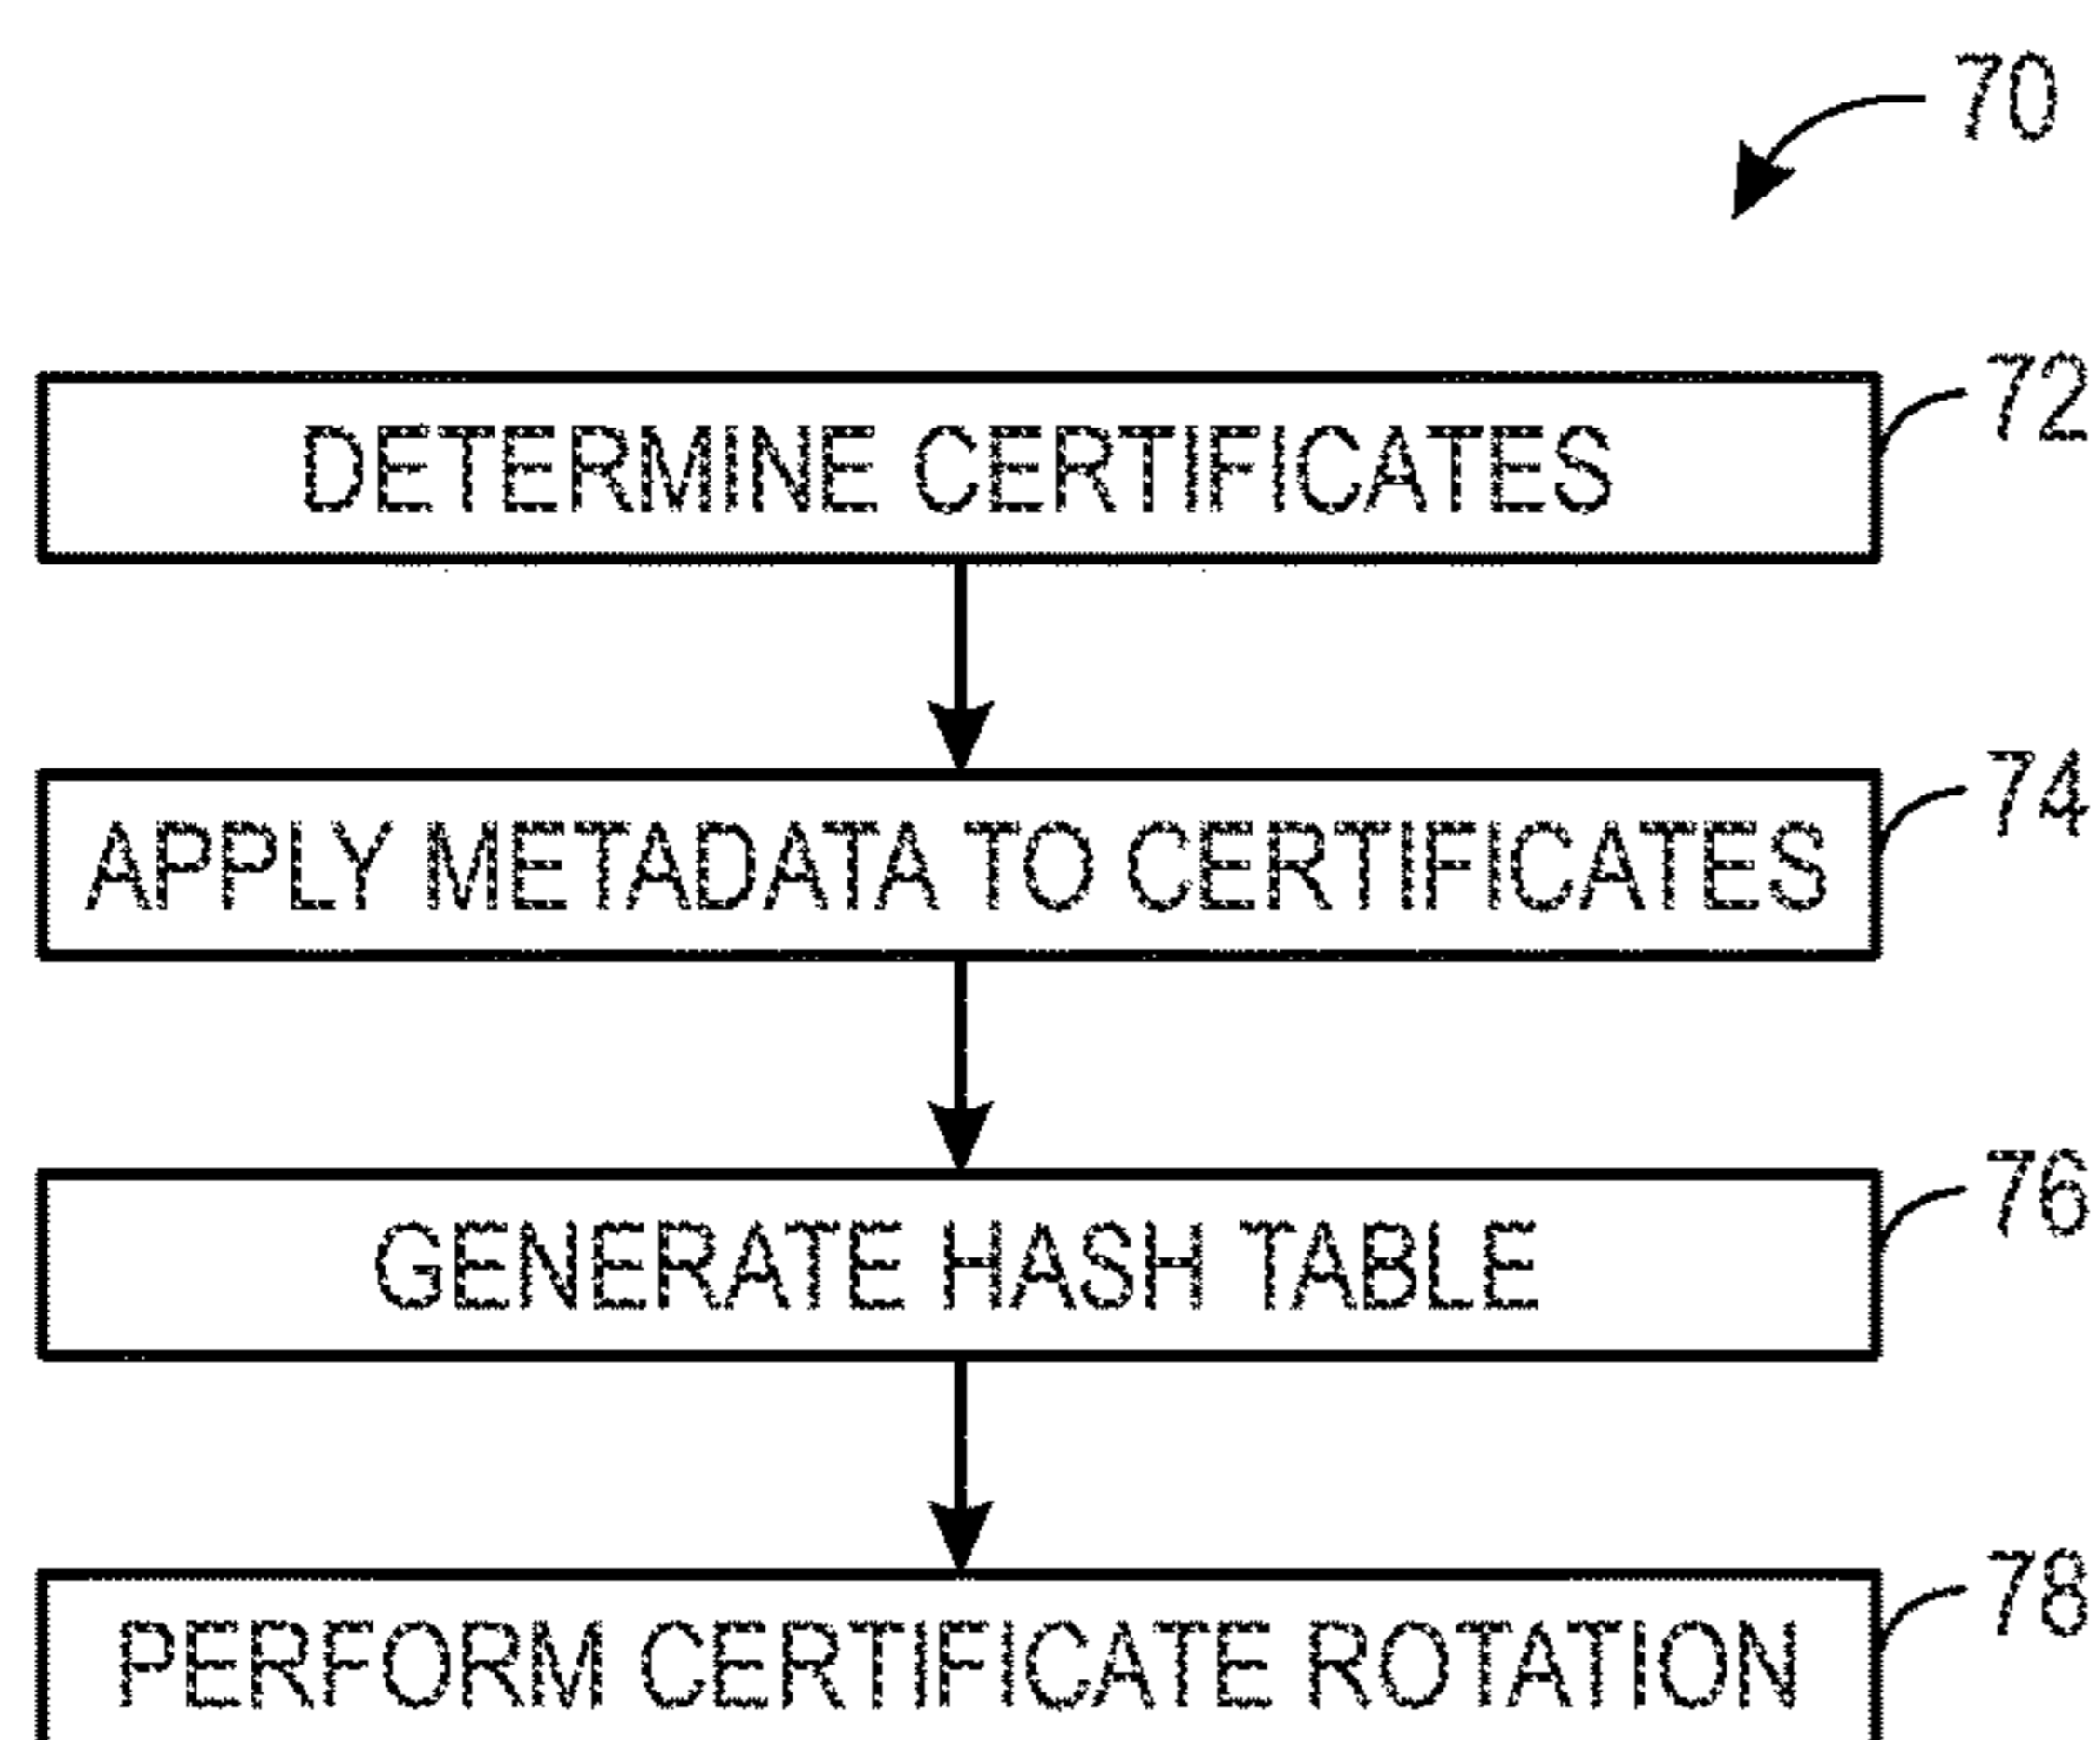 70
DETERMINE CERTIFICATES
72
APPLY METADATA TO CERTIFICATES
74
GENERATE HASH TABLE
76
PERFORM CERTIFICATE ROTATION
78